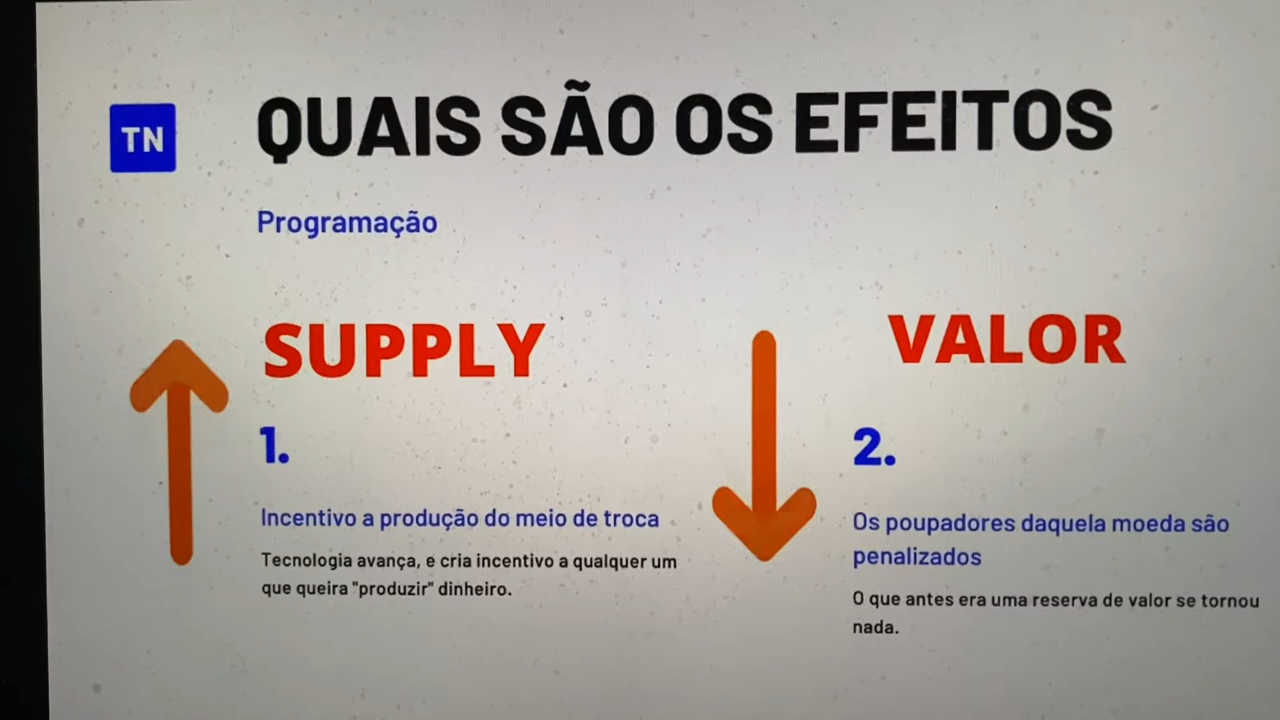 TN
QUAIS SÃO OS EFEITOS
Programação
SUPPLY
1.
Incentivo a produção do meio de troca
Tecnologia avança, e cria incentivo a qualquer um
que queira "produzir" dinheiro.
VALOR
2.
Os poupadores daquela moeda são
penalizados
O que antes era uma reserva de valor se tornou
nada.